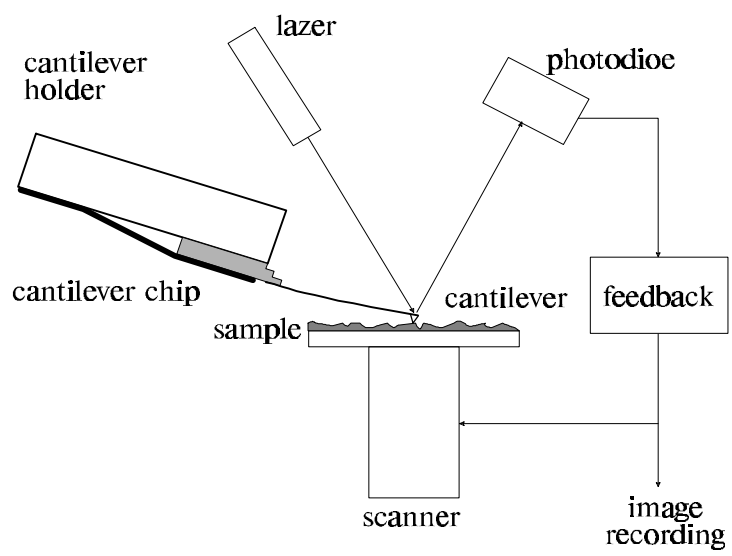 lazer
photodioe
cantilever
holder
cantilever chip
cantilever
feedback
sample
scanner
image
recording